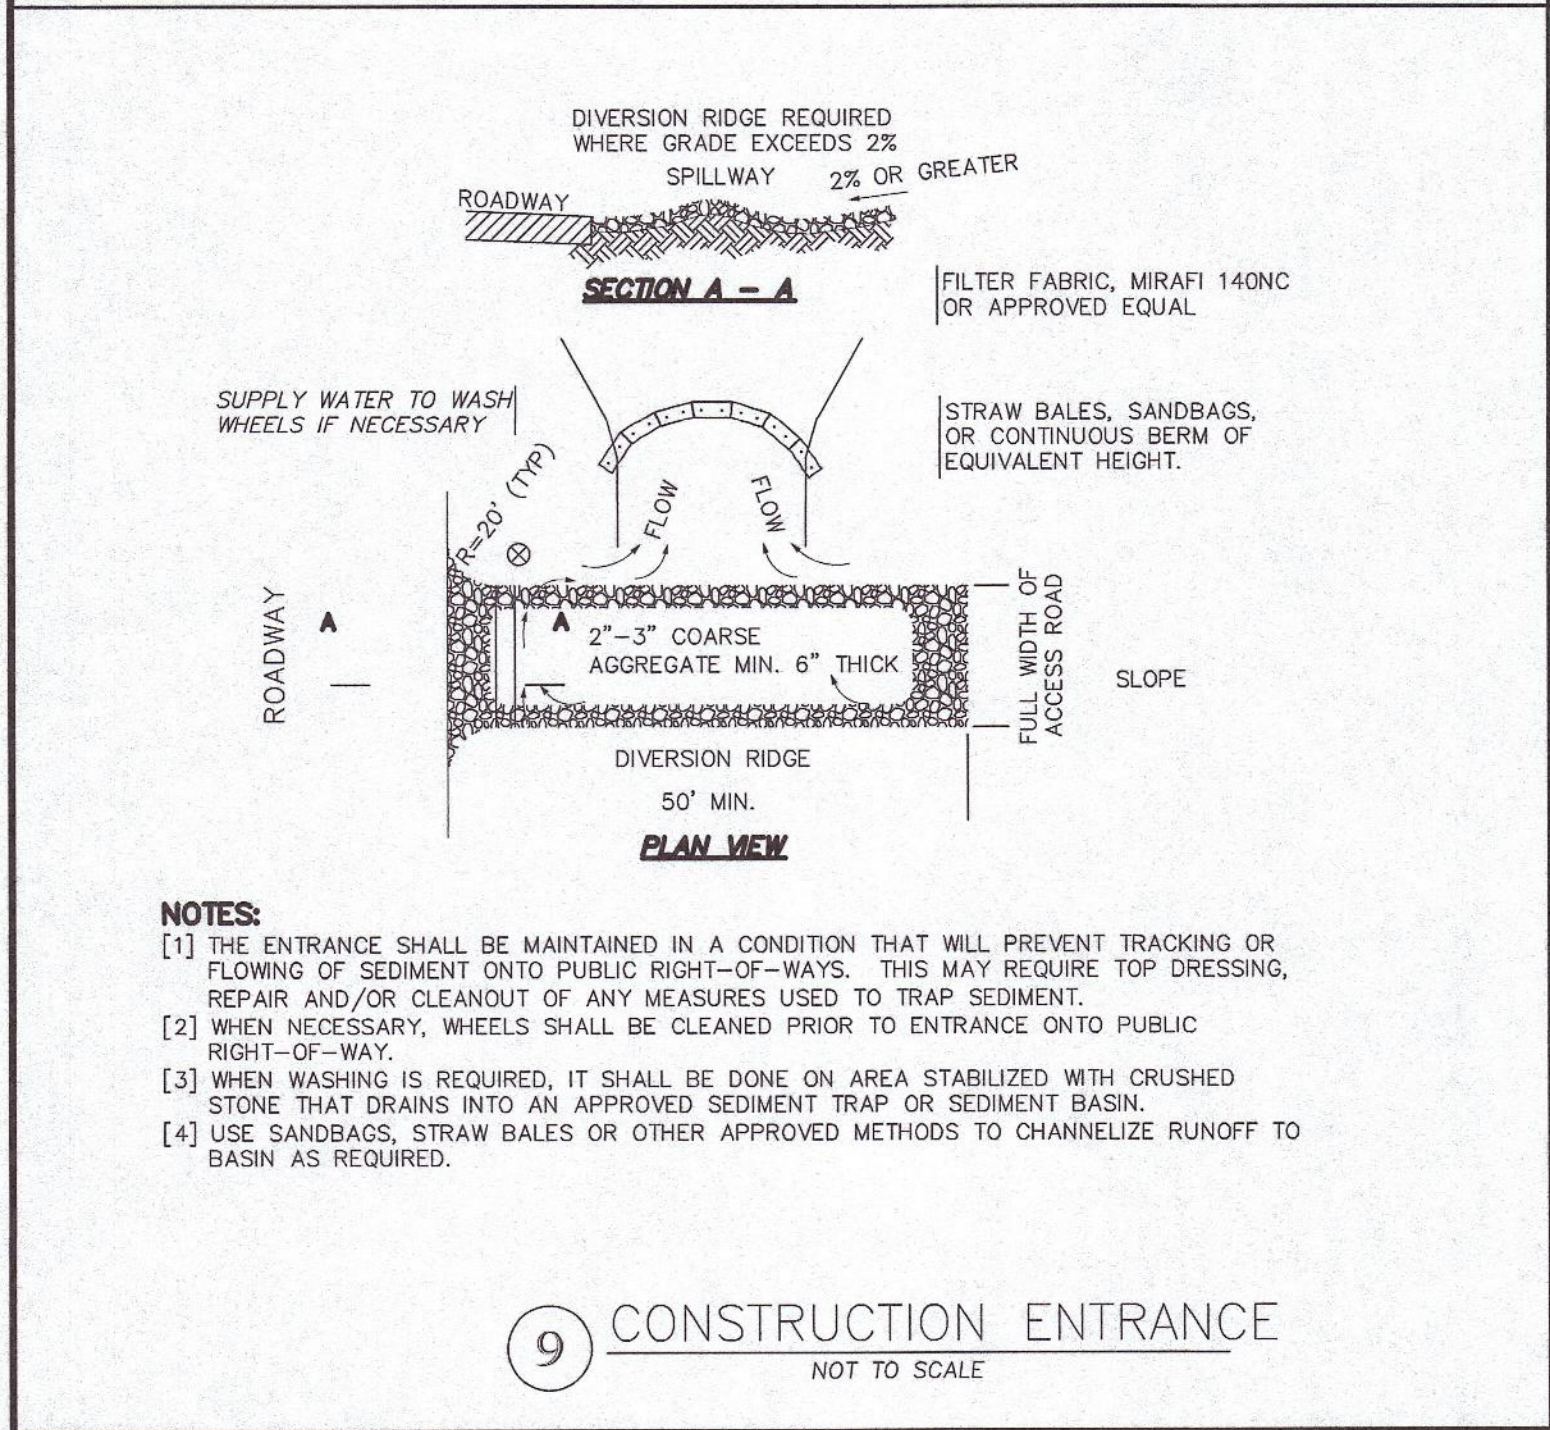 DIVERSION RIDGE REQUIRED
WHERE GRADE EXCEEDS 2%
SPILLWAY
2% OR GREATER
ROADWAY
SECTION A - A
FILTER FABRIC, MIRAFI 140NC
OR APPROVED EQUAL
SUPPLY WATER TO WASH
WHEELS IF NECESSARY
STRAW BALES, SANDBAGS,
OR CONTINUOUS BERM OF
EQUIVALENT HEIGHT.
R=20' (TYP)
FLOW
FLOW
ROADWAY
A
A
2"-3" COARSE
AGGREGATE MIN. 6" THICK
FULL WIDTH OF
ACCESS ROAD
SLOPE
DIVERSION RIDGE
50' MIN.
PLAN VIEW
NOTES:
[1] THE ENTRANCE SHALL BE MAINTAINED IN A CONDITION THAT WILL PREVENT TRACKING OR
FLOWING OF SEDIMENT ONTO PUBLIC RIGHT-OF-WAYS. THIS MAY REQUIRE TOP DRESSING,
REPAIR AND/OR CLEANOUT OF ANY MEASURES USED TO TRAP SEDIMENT.
[2] WHEN NECESSARY, WHEELS SHALL BE CLEANED PRIOR TO ENTRANCE ONTO PUBLIC
RIGHT-OF-WAY.
[3] WHEN WASHING IS REQUIRED, IT SHALL BE DONE ON AREA STABILIZED WITH CRUSHED
STONE THAT DRAINS INTO AN APPROVED SEDIMENT TRAP OR SEDIMENT BASIN.
[4] USE SANDBAGS, STRAW BALES OR OTHER APPROVED METHODS TO CHANNELIZE RUNOFF TO
BASIN AS REQUIRED.
9 CONSTRUCTION ENTRANCE
NOT TO SCALE